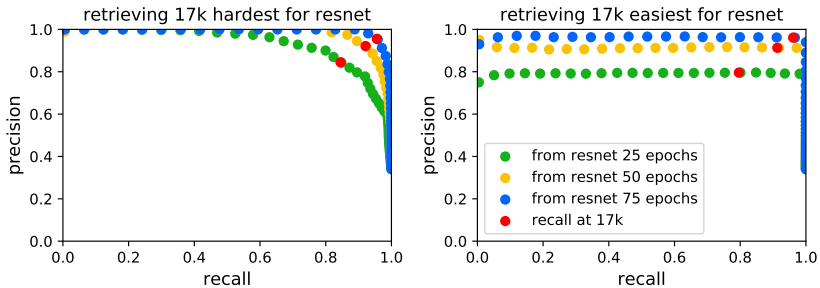 retrieving 17k hardest for resnet
1.0
0.8
0.6
0.4
0.2
0.0
precision
0.0 0.2 0.4 0.6 0.8 1.0
recall
retrieving 17k easiest for resnet
1.0
0.8
0.6
0.4
0.2
0.0
precision
from resnet 25 epochs
from resnet 50 epochs
from resnet 75 epochs
recall at 17k
0.0 0.2 0.4 0.6 0.8 1.0
recall